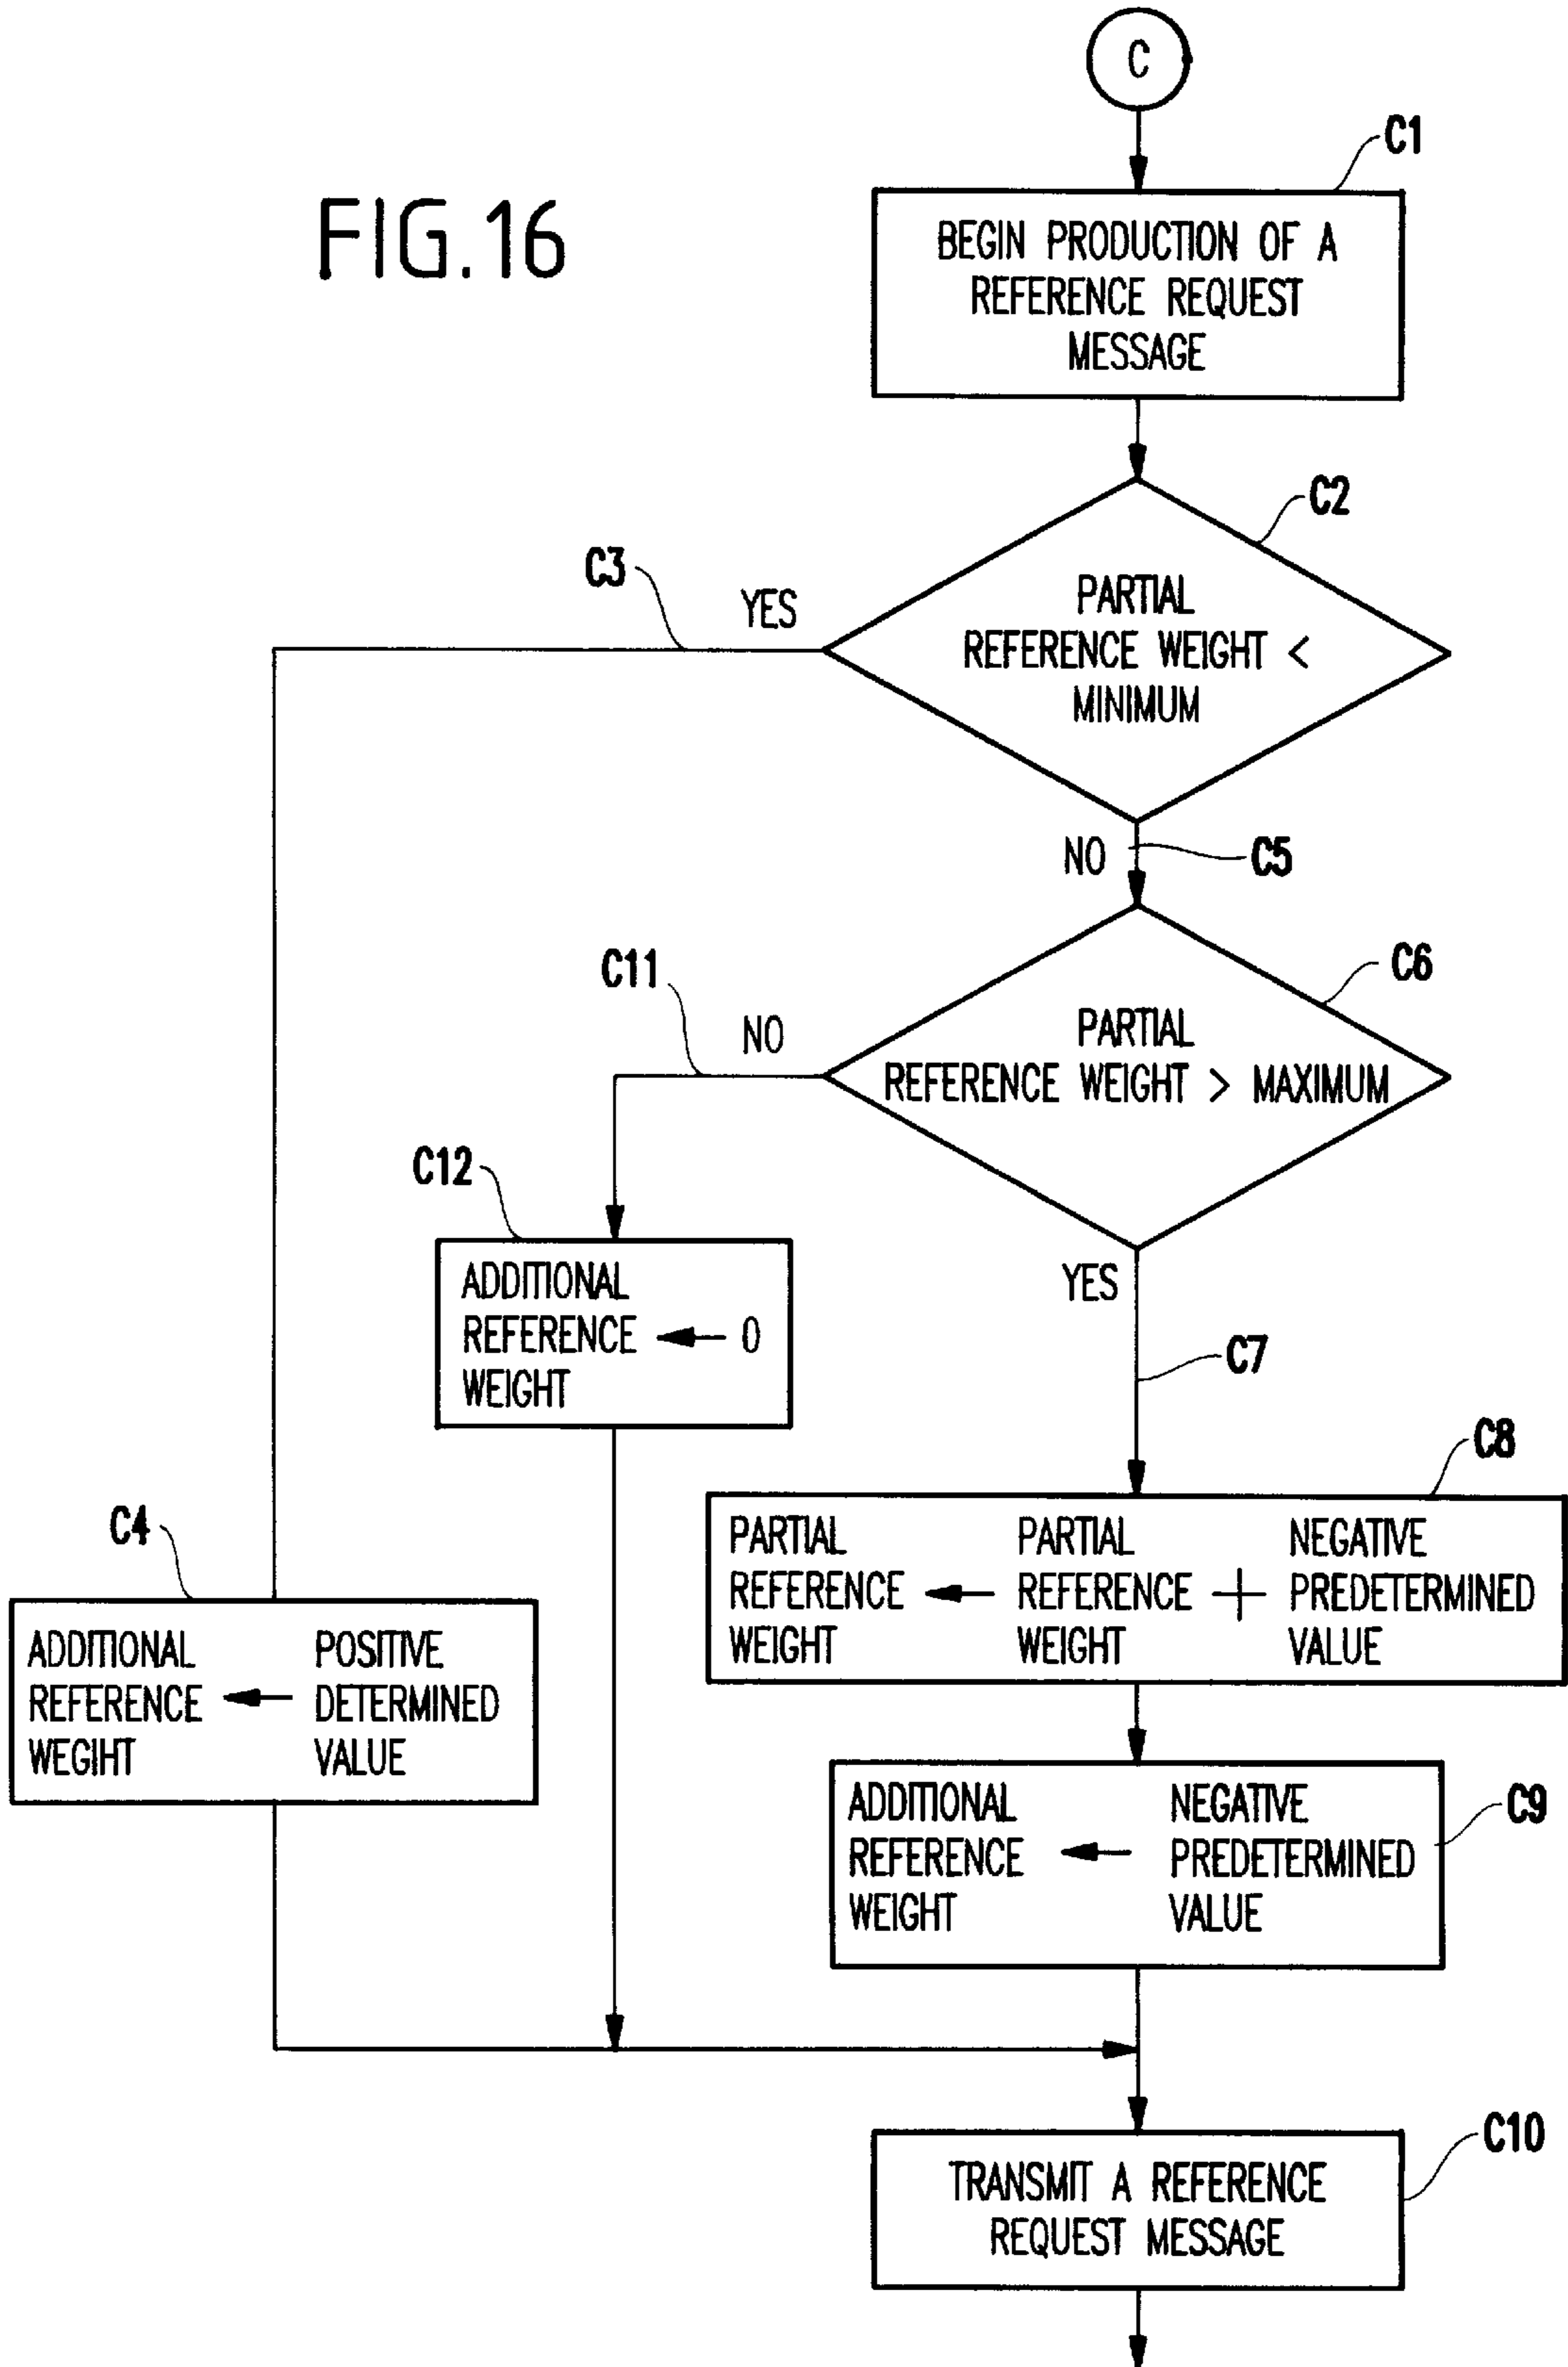 C
C1
FIG.16
BEGIN PRODUCTION OF A
REFERENCE REQUEST
MESSAGE
C2
C3
YES
PARTIAL
REFERENCE WEIGHT <
MINIMUM
NO
C5
C11
NO
C6
PARTIAL
REFERENCE WEIGHT > MAXIMUM
C12
ADDITIONAL
REFERENCE ← 0
WEIGHT
YES
C7
C8
PARTIAL PARTIAL NEGATIVE
REFERENCE ← REFERENCE + PREDETERMINED
WEIGHT WEIGHT VALUE
C4
ADDITIONAL POSITIVE
REFERENCE ← DETERMINED
WEGIHT VALUE
C9
ADDITIONAL NEGATIVE
REFERENCE ← PREDETERMINED
WEIGHT VALUE
C10
TRANSMIT A REFERENCE
REQUEST MESSAGE